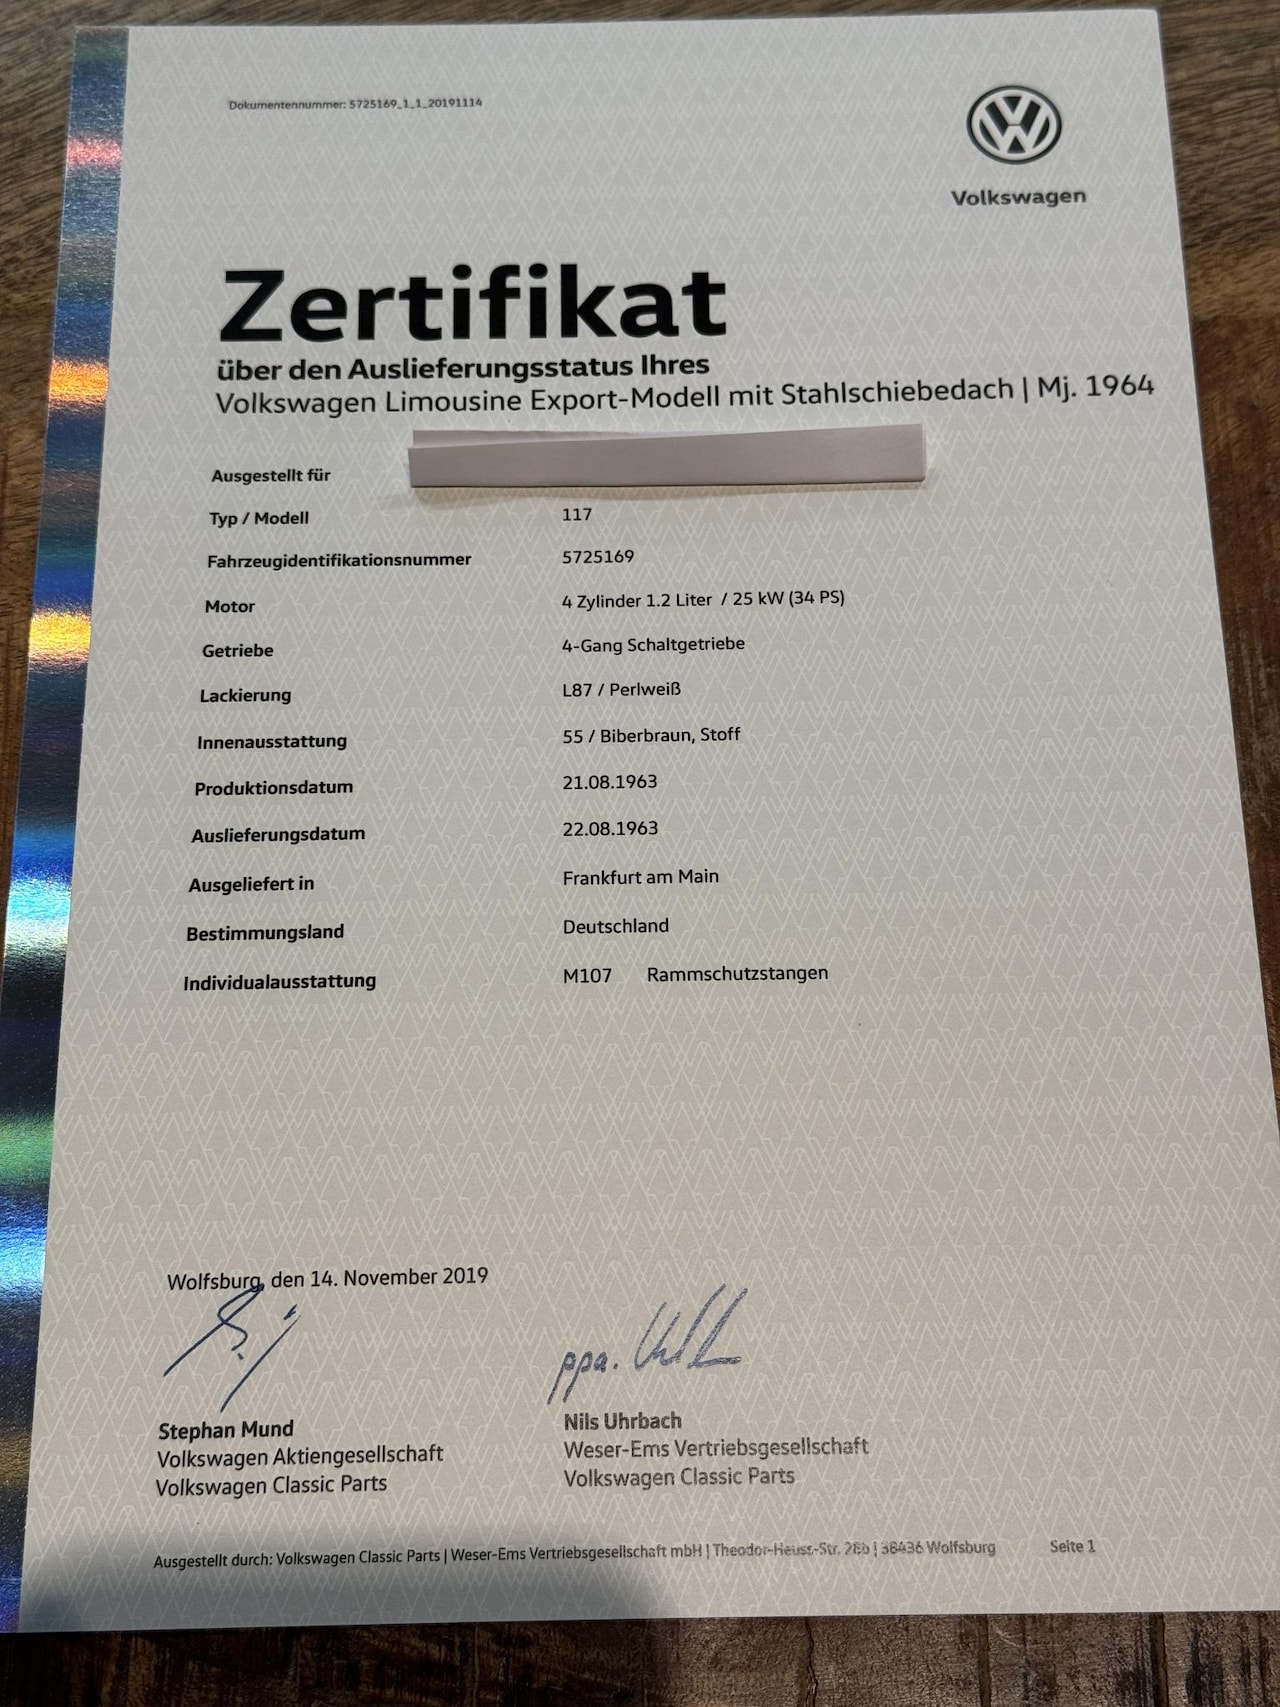 Dokumentennummer: 5725169_1_1_20191114
Volkswagen
Zertifikat
über den Auslieferungsstatus Ihres
Volkswagen Limousine Export-Modell mit Stahlschiebedach | Mj. 1964
Ausgestellt für
Typ / Modell 117
Fahrzeugidentifikationsnummer 5725169
Motor 4 Zylinder 1.2 Liter / 25 kW (34 PS)
Getriebe 4-Gang Schaltgetriebe
Lackierung L87 / Perlweiß
Innenausstattung 55 / Biberbraun, Stoff
Produktionsdatum 21.08.1963
Auslieferungsdatum 22.08.1963
Ausgeliefert in Frankfurt am Main
Bestimmungsland Deutschland
Individualausstattung M107 Rammschutzstangen
Wolfsburg, den 14. November 2019
ppa.
Stephan Mund
Volkswagen Aktiengesellschaft
Volkswagen Classic Parts
Nils Uhrbach
Weser-Ems Vertriebsgesellschaft
Volkswagen Classic Parts
Ausgestellt durch: Volkswagen Classic Parts | Weser-Ems Vertriebsgesellschaft mbH | Theodor-Heuss-Str. | 38436 Wolfsburg Seite 1